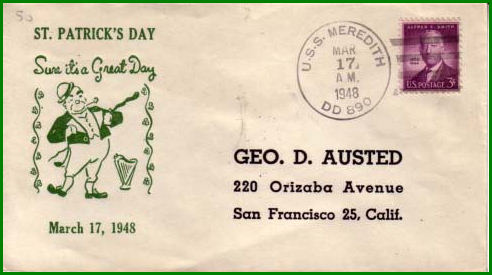 50
ST. PATRICK'S DAY
Sure it's a Great Day
March 17, 1948
U.S.S. MEREDITH
MAR
17
A.M.
1948
DD 890
ALFRED E. SMITH
U.S. POSTAGE 3¢
GEO. D. AUSTED
220 Orizaba Avenue
San Francisco 25, Calif.